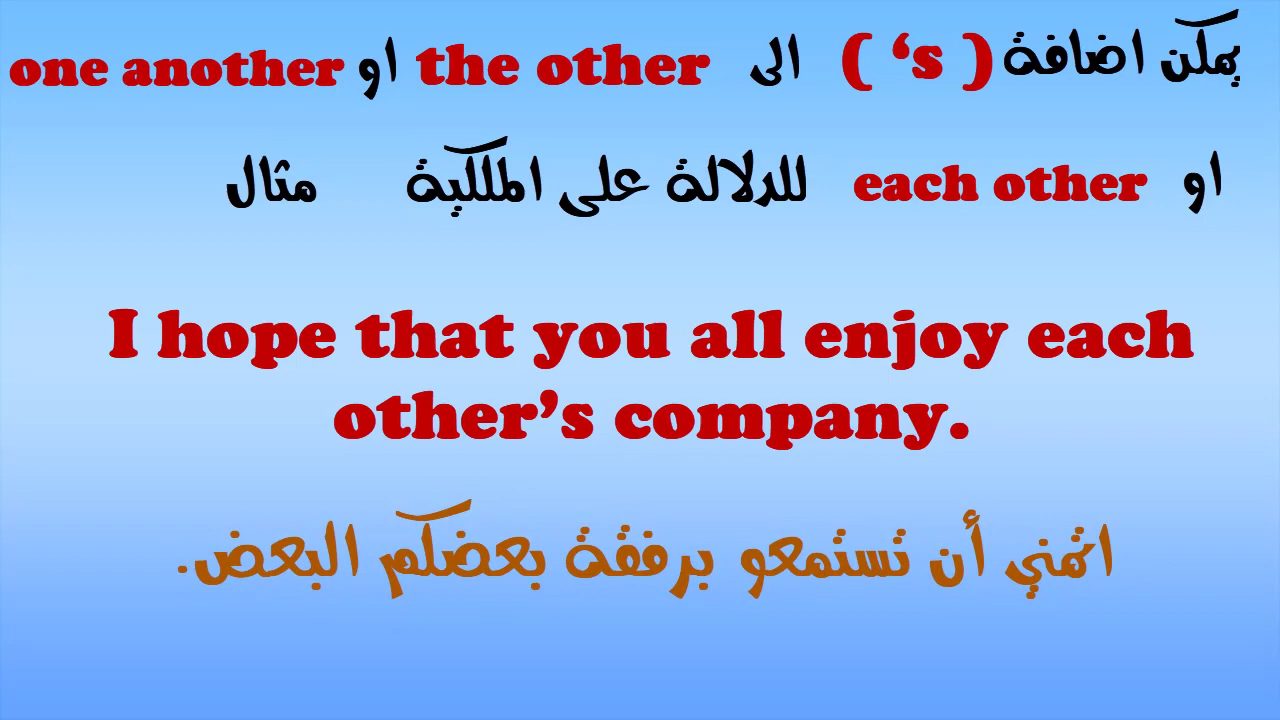 يمكن اضافة ( ‘s ) الى the other او one another
او each other للدلالة على الملكية مثال
I hope that you all enjoy each
other’s company.
اتمني أن تستمعو برفقة بعضكم البعض.